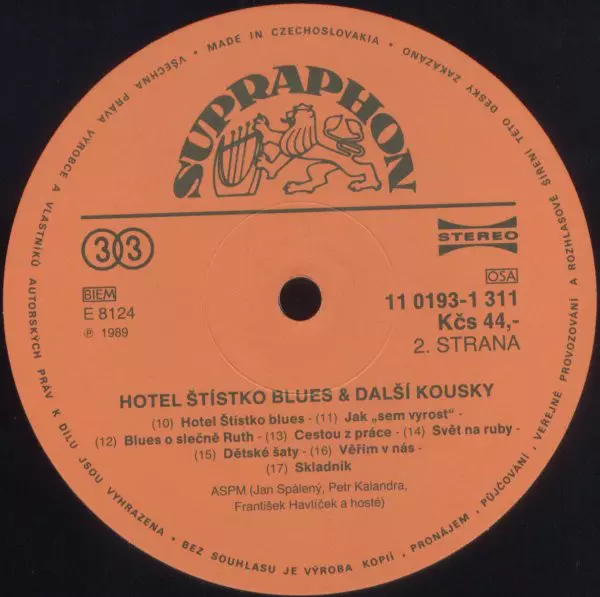 • MADE IN CZECHOSLOVAKIA •
VŠECHNA PRÁVA VÝROBCE A VLASTNÍKŮ AUTORSKÝCH PRÁV K DÍLU JSOU VYHRAZENA • BEZ SOUHLASU JE VÝROBA KOPIÍ, PRONÁJEM, PŮJČOVÁNÍ, VEŘEJNÉ PROVOZOVÁNÍ A ROZHLASOVÉ ŠÍŘENÍ TÉTO DESKY ZAKÁZÁNO
SUPRAPHON
33
STEREO
BIEM
OSA
E 8124
11 0193-1 311
℗ 1989
Kčs 44,-
2. STRANA
HOTEL ŠTÍSTKO BLUES & DALŠÍ KOUSKY
(10) Hotel Štístko blues - (11) Jak „sem vyrost“ -
(12) Blues o slečně Ruth - (13) Cestou z práce - (14) Svět na ruby -
(15) Dětské šaty - (16) Věřím v nás -
(17) Skladník
ASPM (Jan Spálený, Petr Kalandra,
František Havlíček a hosté)